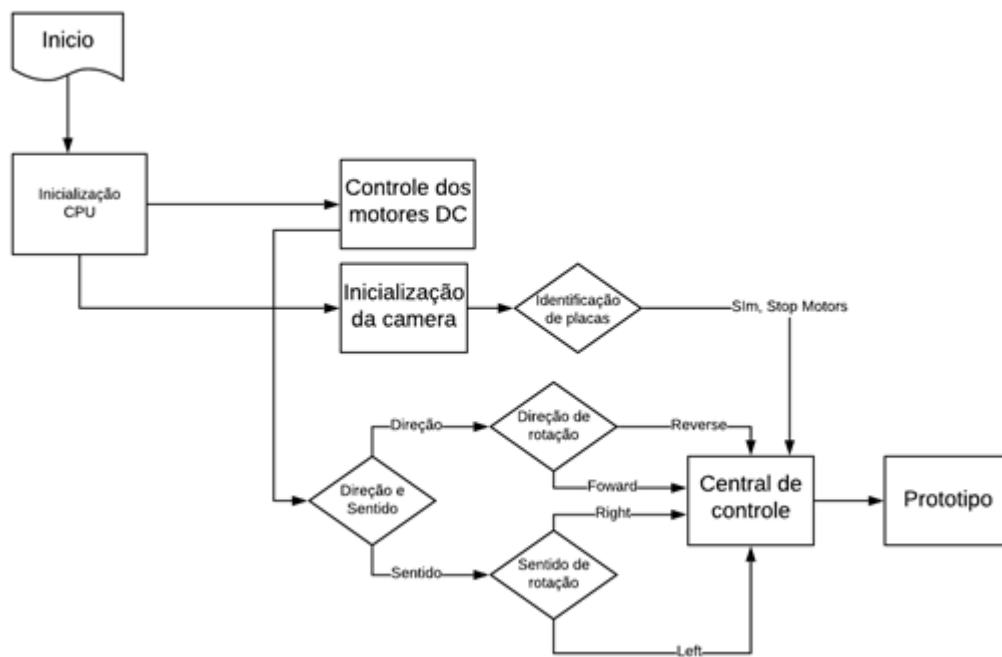 Inicio
Inicialização
CPU
Controle dos
motores DC
Inicialização
da camera
Identificação
de placas
SIm, Stop Motors
Direção
Direção de
rotação
Reverse
Foward
Direção e
Sentido
Right
Central de
controle
Prototipo
Sentido
Sentido de
rotação
Left